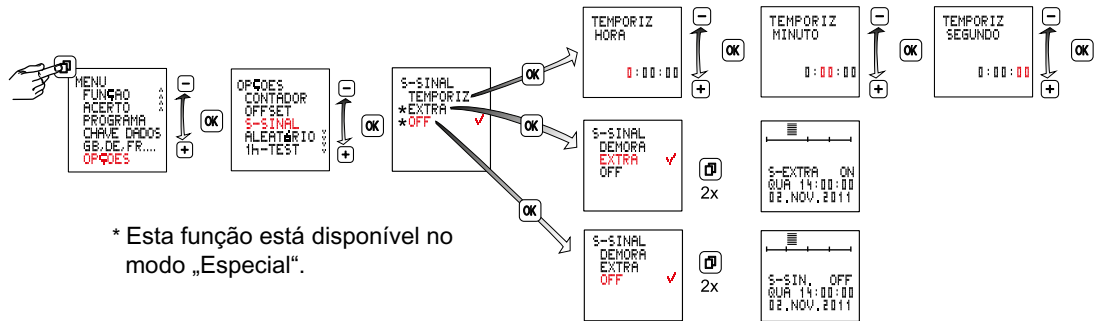 MENU
FUNÇAO
ACERTO
PROGRAMA
CHAVE DADOS
GB,DE,FR....
OPÇOES
−
+
OK
OPÇOES
CONTADOR
OFFSET
S-SINAL
ALEATÓRIO
1h-TEST
−
+
OK
S-SINAL
TEMPORIZ
*EXTRA
*OFF
OK
TEMPORIZ
HORA
0:00:00
−
+
OK
TEMPORIZ
MINUTO
0:00:00
−
+
OK
TEMPORIZ
SEGUNDO
0:00:00
−
+
OK
OK
S-SINAL
DEMORA
EXTRA
OFF
2x
S-EXTRA ON
QUA 14:00:00
02.NOV.2011
OK
S-SINAL
DEMORA
EXTRA
OFF
2x
S-SIN. OFF
QUA 14:00:00
02.NOV.2011
* Esta função está disponível no
modo „Especial“.